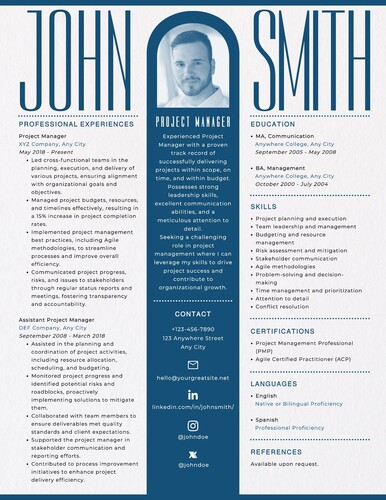 JOHN
SMITH
PROFESSIONAL EXPERIENCES
Project Manager
XYZ Company, Any City
May 2018 - Present
• Led cross-functional teams in the
planning, execution, and delivery of
various projects, ensuring alignment
with organizational goals and
objectives.
• Managed project budgets, resources,
and timelines effectively, resulting in
a 15% increase in project completion
rates.
• Implemented project management
best practices, including Agile
methodologies, to streamline
processes and improve overall
efficiency.
• Communicated project progress,
risks, and issues to stakeholders
through regular status reports and
meetings, fostering transparency
and accountability.
Assistant Project Manager
DEF Company, Any City
September 2008 - March 2018
• Assisted in the planning and
coordination of project activities,
including resource allocation,
scheduling, and budgeting.
• Monitored project progress and
identified potential risks and
roadblocks, proactively
implementing solutions to mitigate
them.
• Collaborated with team members to
ensure deliverables met quality
standards and client expectations.
• Supported the project manager in
stakeholder communication and
reporting efforts.
• Contributed to process improvement
initiatives to enhance project
delivery efficiency.
PROJECT MANAGER
Experienced Project
Manager with a proven
track record of
successfully delivering
projects within scope, on
time, and within budget.
Possesses strong
leadership skills,
excellent communication
abilities, and a
meticulous attention to
detail.
Seeking a challenging
role in project
management where I can
leverage my skills to drive
project success and
contribute to
organizational growth.
CONTACT
+123-456-7890
123 Anywhere Street
Any City
hello@yourgreatsite.net
linkedin.com/in/johnsmith/
@johndoe
@johndoe
EDUCATION
• MA, Communication
Anywhere College, Any City
September 2005 - May 2008
• BA, Management
Anywhere College, Any City
October 2000 - July 2004
SKILLS
• Project planning and execution
• Team leadership and management
• Budgeting and resource
management
• Risk assessment and mitigation
• Stakeholder communication
• Agile methodologies
• Problem-solving and decision-
making
• Time management and prioritization
• Attention to detail
• Conflict resolution
CERTIFICATIONS
• Project Management Professional
(PMP)
• Agile Certified Practitioner (ACP)
LANGUAGES
• English
Native or Bilingual Proficiency
• Spanish
Professional Proficiency
REFERENCES
Available upon request.